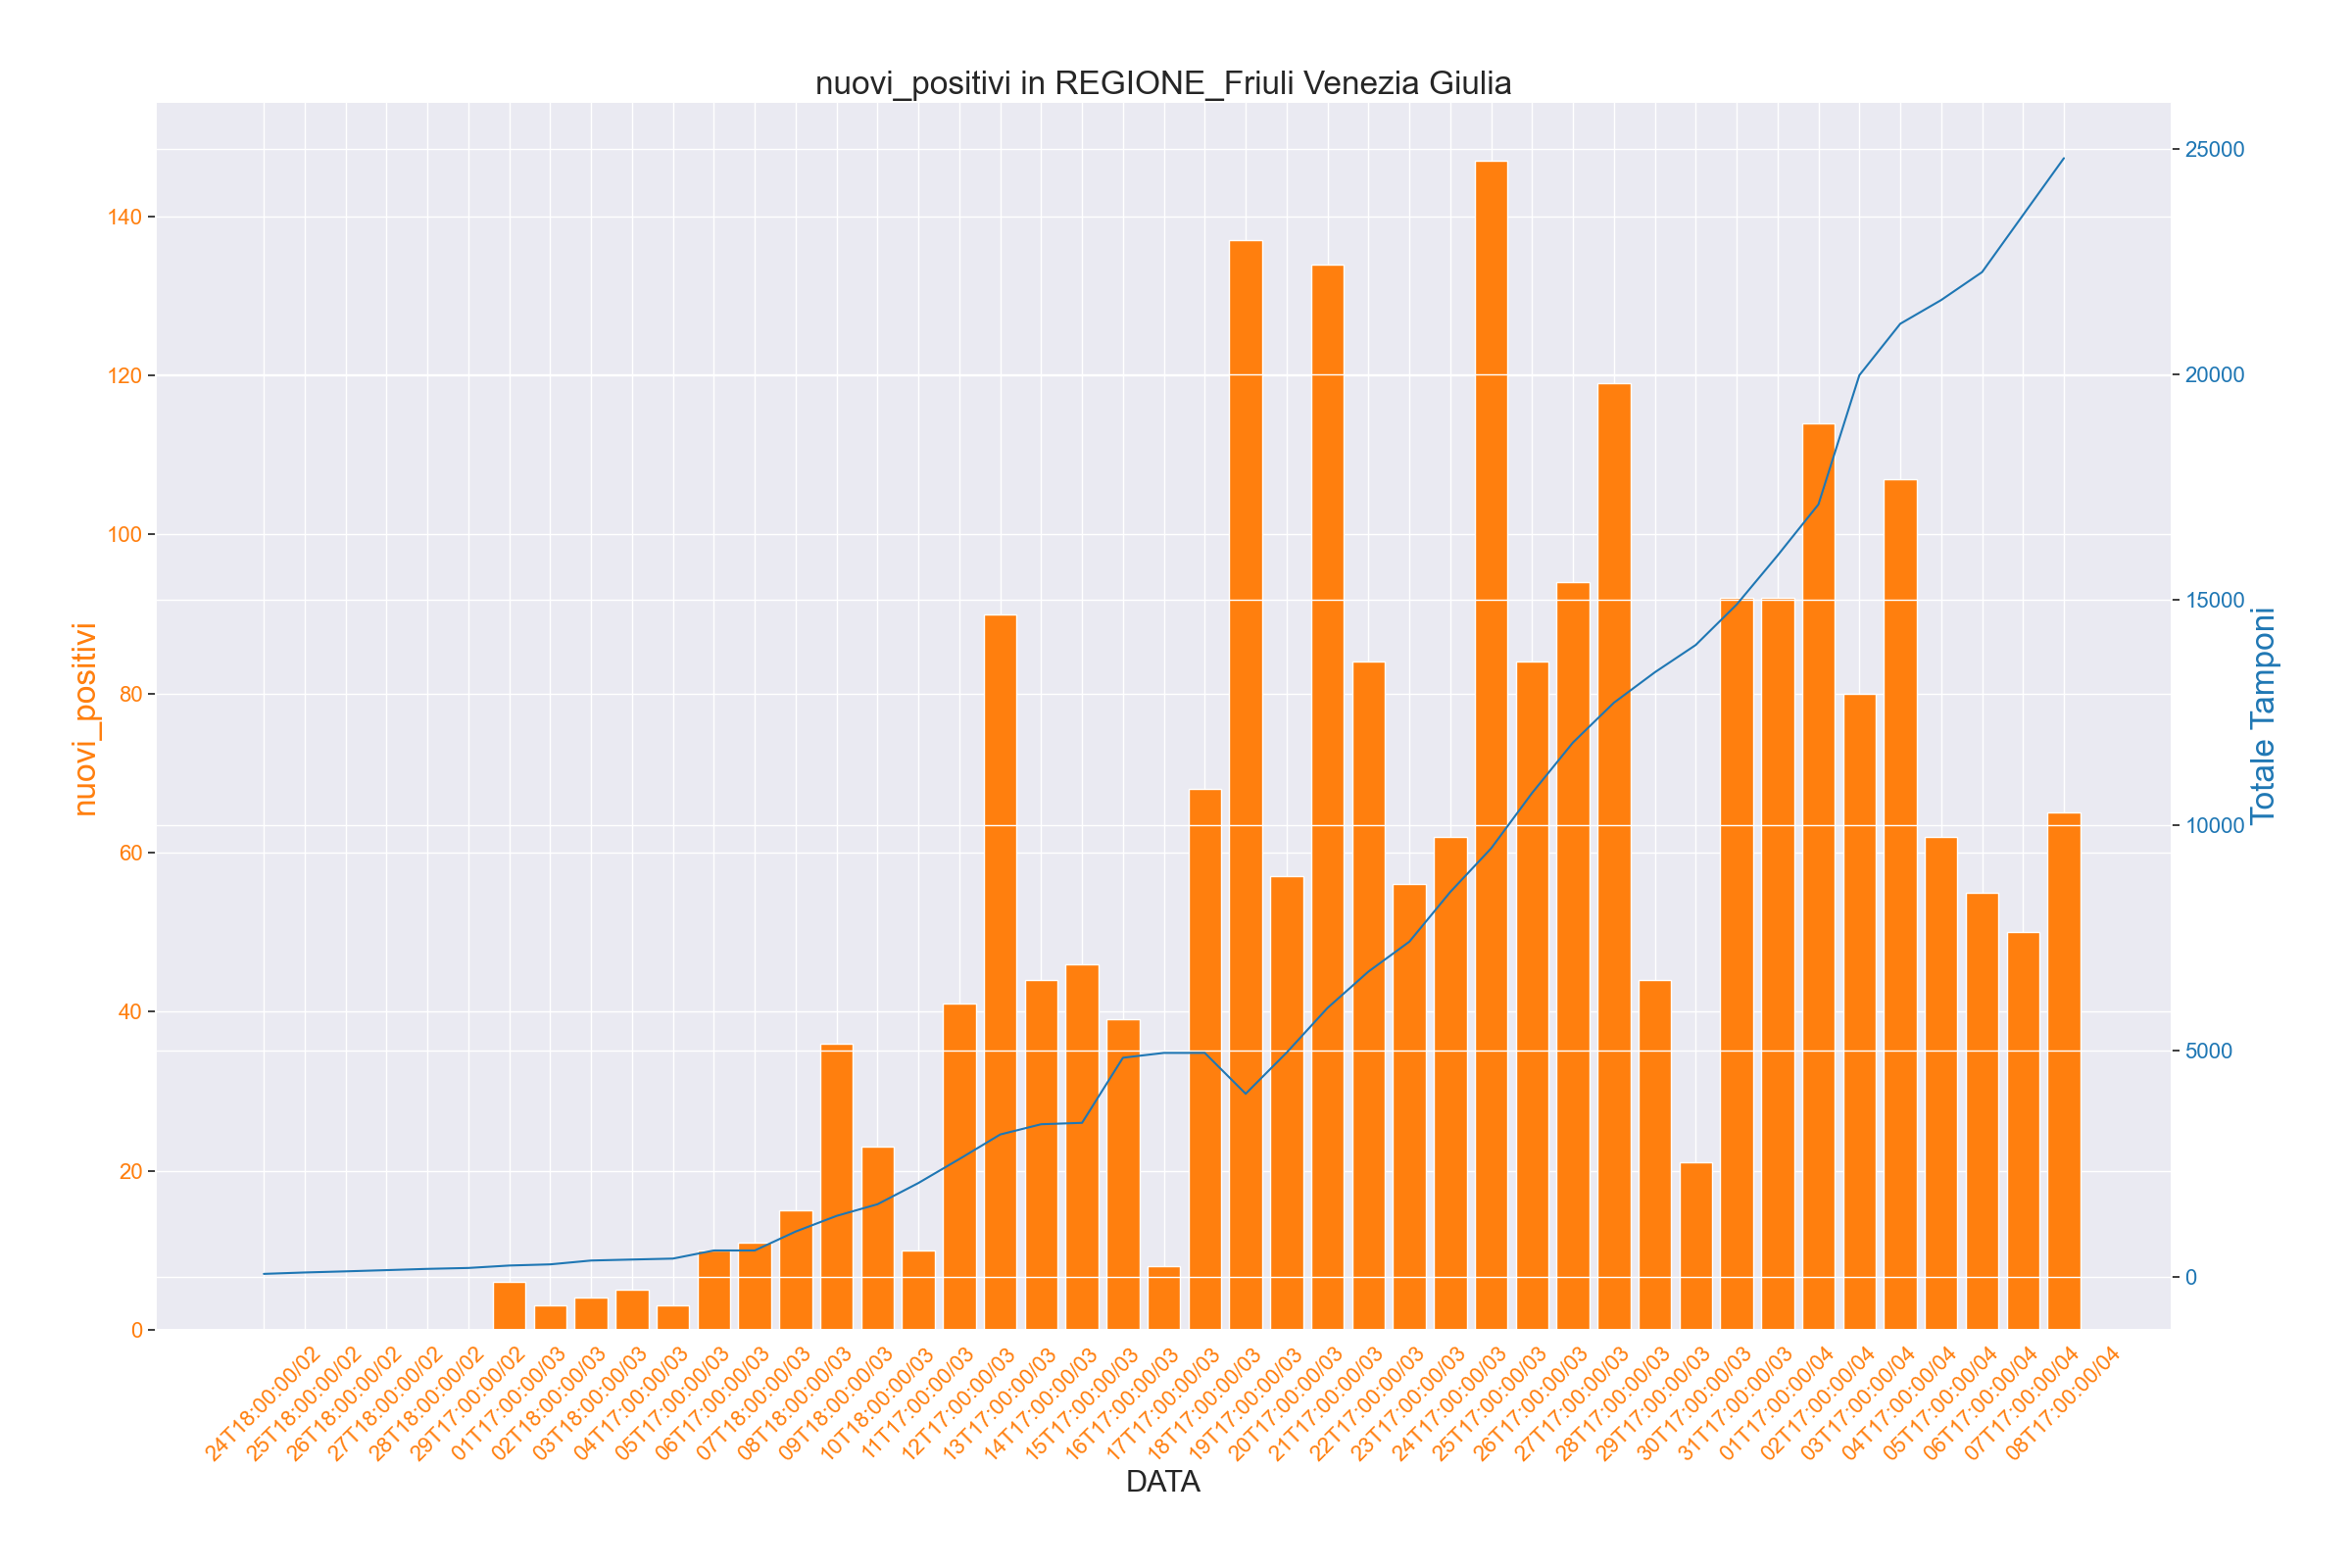 nuovi_positivi in REGIONE_Friuli Venezia Giulia
nuovi_positivi
140
120
100
80
60
40
20
0
25000
20000
15000
10000
5000
0
Totale Tamponi
24T18:00:00/02
25T18:00:00/02
26T18:00:00/02
27T18:00:00/02
28T18:00:00/02
29T17:00:00/02
01T17:00:00/03
02T18:00:00/03
03T18:00:00/03
04T17:00:00/03
05T17:00:00/03
06T17:00:00/03
07T18:00:00/03
08T18:00:00/03
09T18:00:00/03
10T18:00:00/03
11T17:00:00/03
12T17:00:00/03
13T17:00:00/03
14T17:00:00/03
15T17:00:00/03
16T17:00:00/03
17T17:00:00/03
18T17:00:00/03
19T17:00:00/03
20T17:00:00/03
21T17:00:00/03
22T17:00:00/03
23T17:00:00/03
24T17:00:00/03
25T17:00:00/03
26T17:00:00/03
27T17:00:00/03
28T17:00:00/03
29T17:00:00/03
30T17:00:00/03
31T17:00:00/03
01T17:00:00/04
02T17:00:00/04
03T17:00:00/04
04T17:00:00/04
05T17:00:00/04
06T17:00:00/04
07T17:00:00/04
08T17:00:00/04
DATA